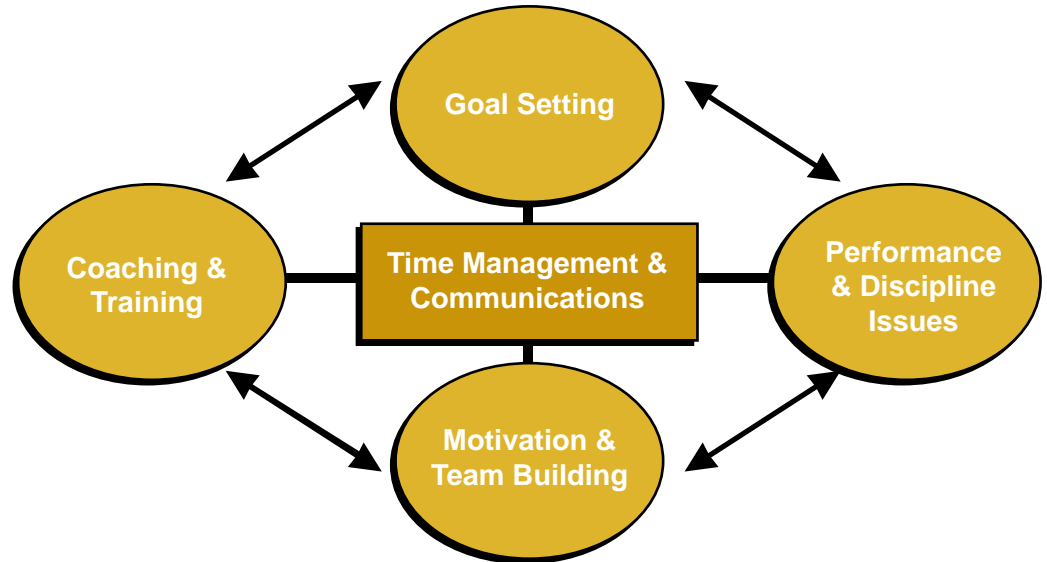 Goal Setting
Coaching &
Training
Time Management &
Communications
Performance
& Discipline
Issues
Motivation &
Team Building